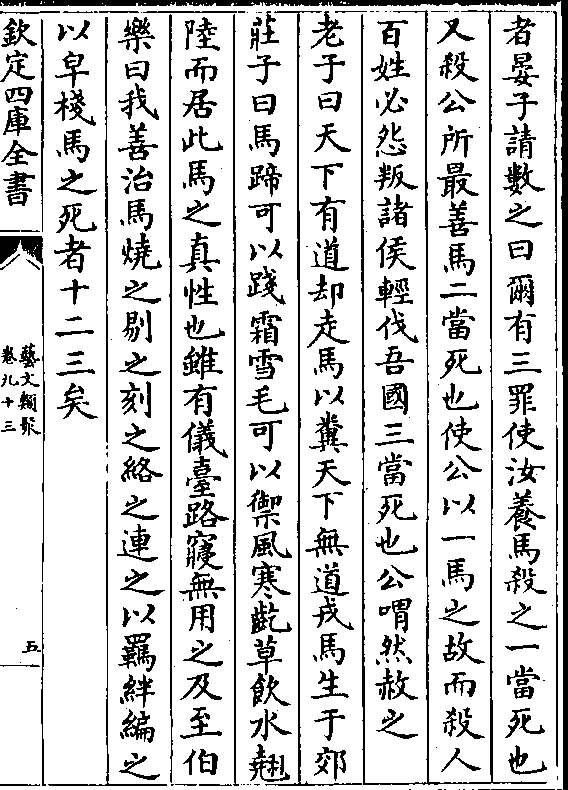 者晏子請數之曰爾有三罪使汝養馬殺之一當死也
又殺公所最善馬二當死也使公以一馬之故而殺人
百姓必怨叛諸侯輕伐吾國三當死也公喟然赦之
老子曰天下有道却走馬以糞天下無道戎馬生于郊
莊子曰馬蹄可以踐霜雪毛可以禦風寒齕草飲水翹
陸而居此馬之真性也雖有儀臺路寢無用之及至伯
樂曰我善治馬燒之剔之刻之絡之連之以羈絆編之
以皁棧馬之死者十二三矣
欽定四庫全書
藝文類聚
卷九十三
五